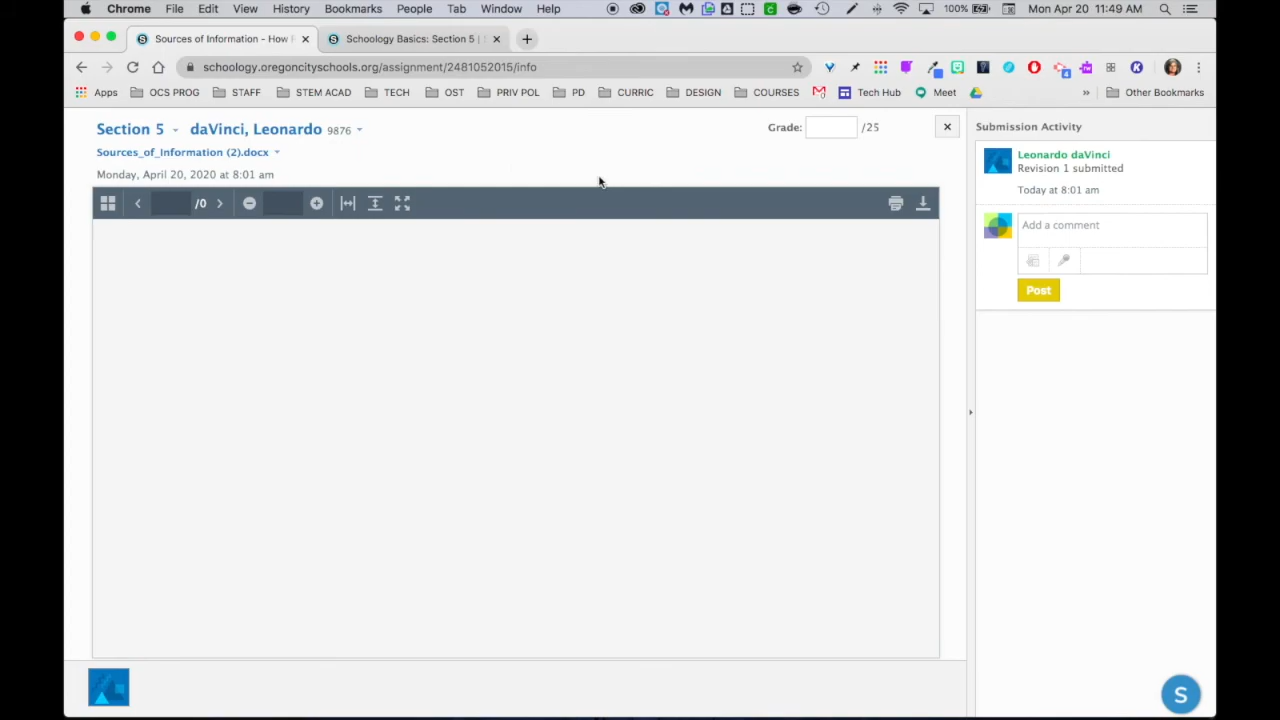 Chrome File Edit View History Bookmarks People Tab Window Help 100% Mon Apr 20 11:49 AM
Sources of Information - How Schoology Basics: Section 5 |
schoology.oregoncityschools.org/assignment/2481052015/info
Apps OCS PROG STAFF STEM ACAD TECH OST PRIV POL PD CURRIC DESIGN COURSES Tech Hub Meet » Other Bookmarks
Section 5 daVinci, Leonardo 9876 Grade: /25
Sources_of_Information (2).docx
Monday, April 20, 2020 at 8:01 am
/0
Submission Activity
Leonardo daVinci
Revision 1 submitted
Today at 8:01 am
Add a comment
Post
S